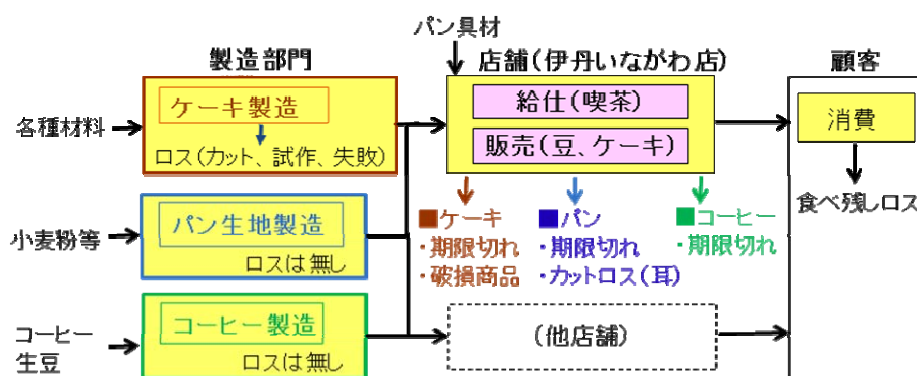 パン具材
製造部門
店舗(伊丹いながわ店)
顧客
各種材料
ケーキ製造
ロス(カット、試作、失敗)
給仕(喫茶)
販売(豆、ケーキ)
消費
食べ残しロス
小麦粉等
パン生地製造
ロスは無し
■ケーキ
・期限切れ
・破損商品
■パン
・期限切れ
・カットロス(耳)
■コーヒー
・期限切れ
コーヒー
生豆
コーヒー製造
ロスは無し
(他店舗)